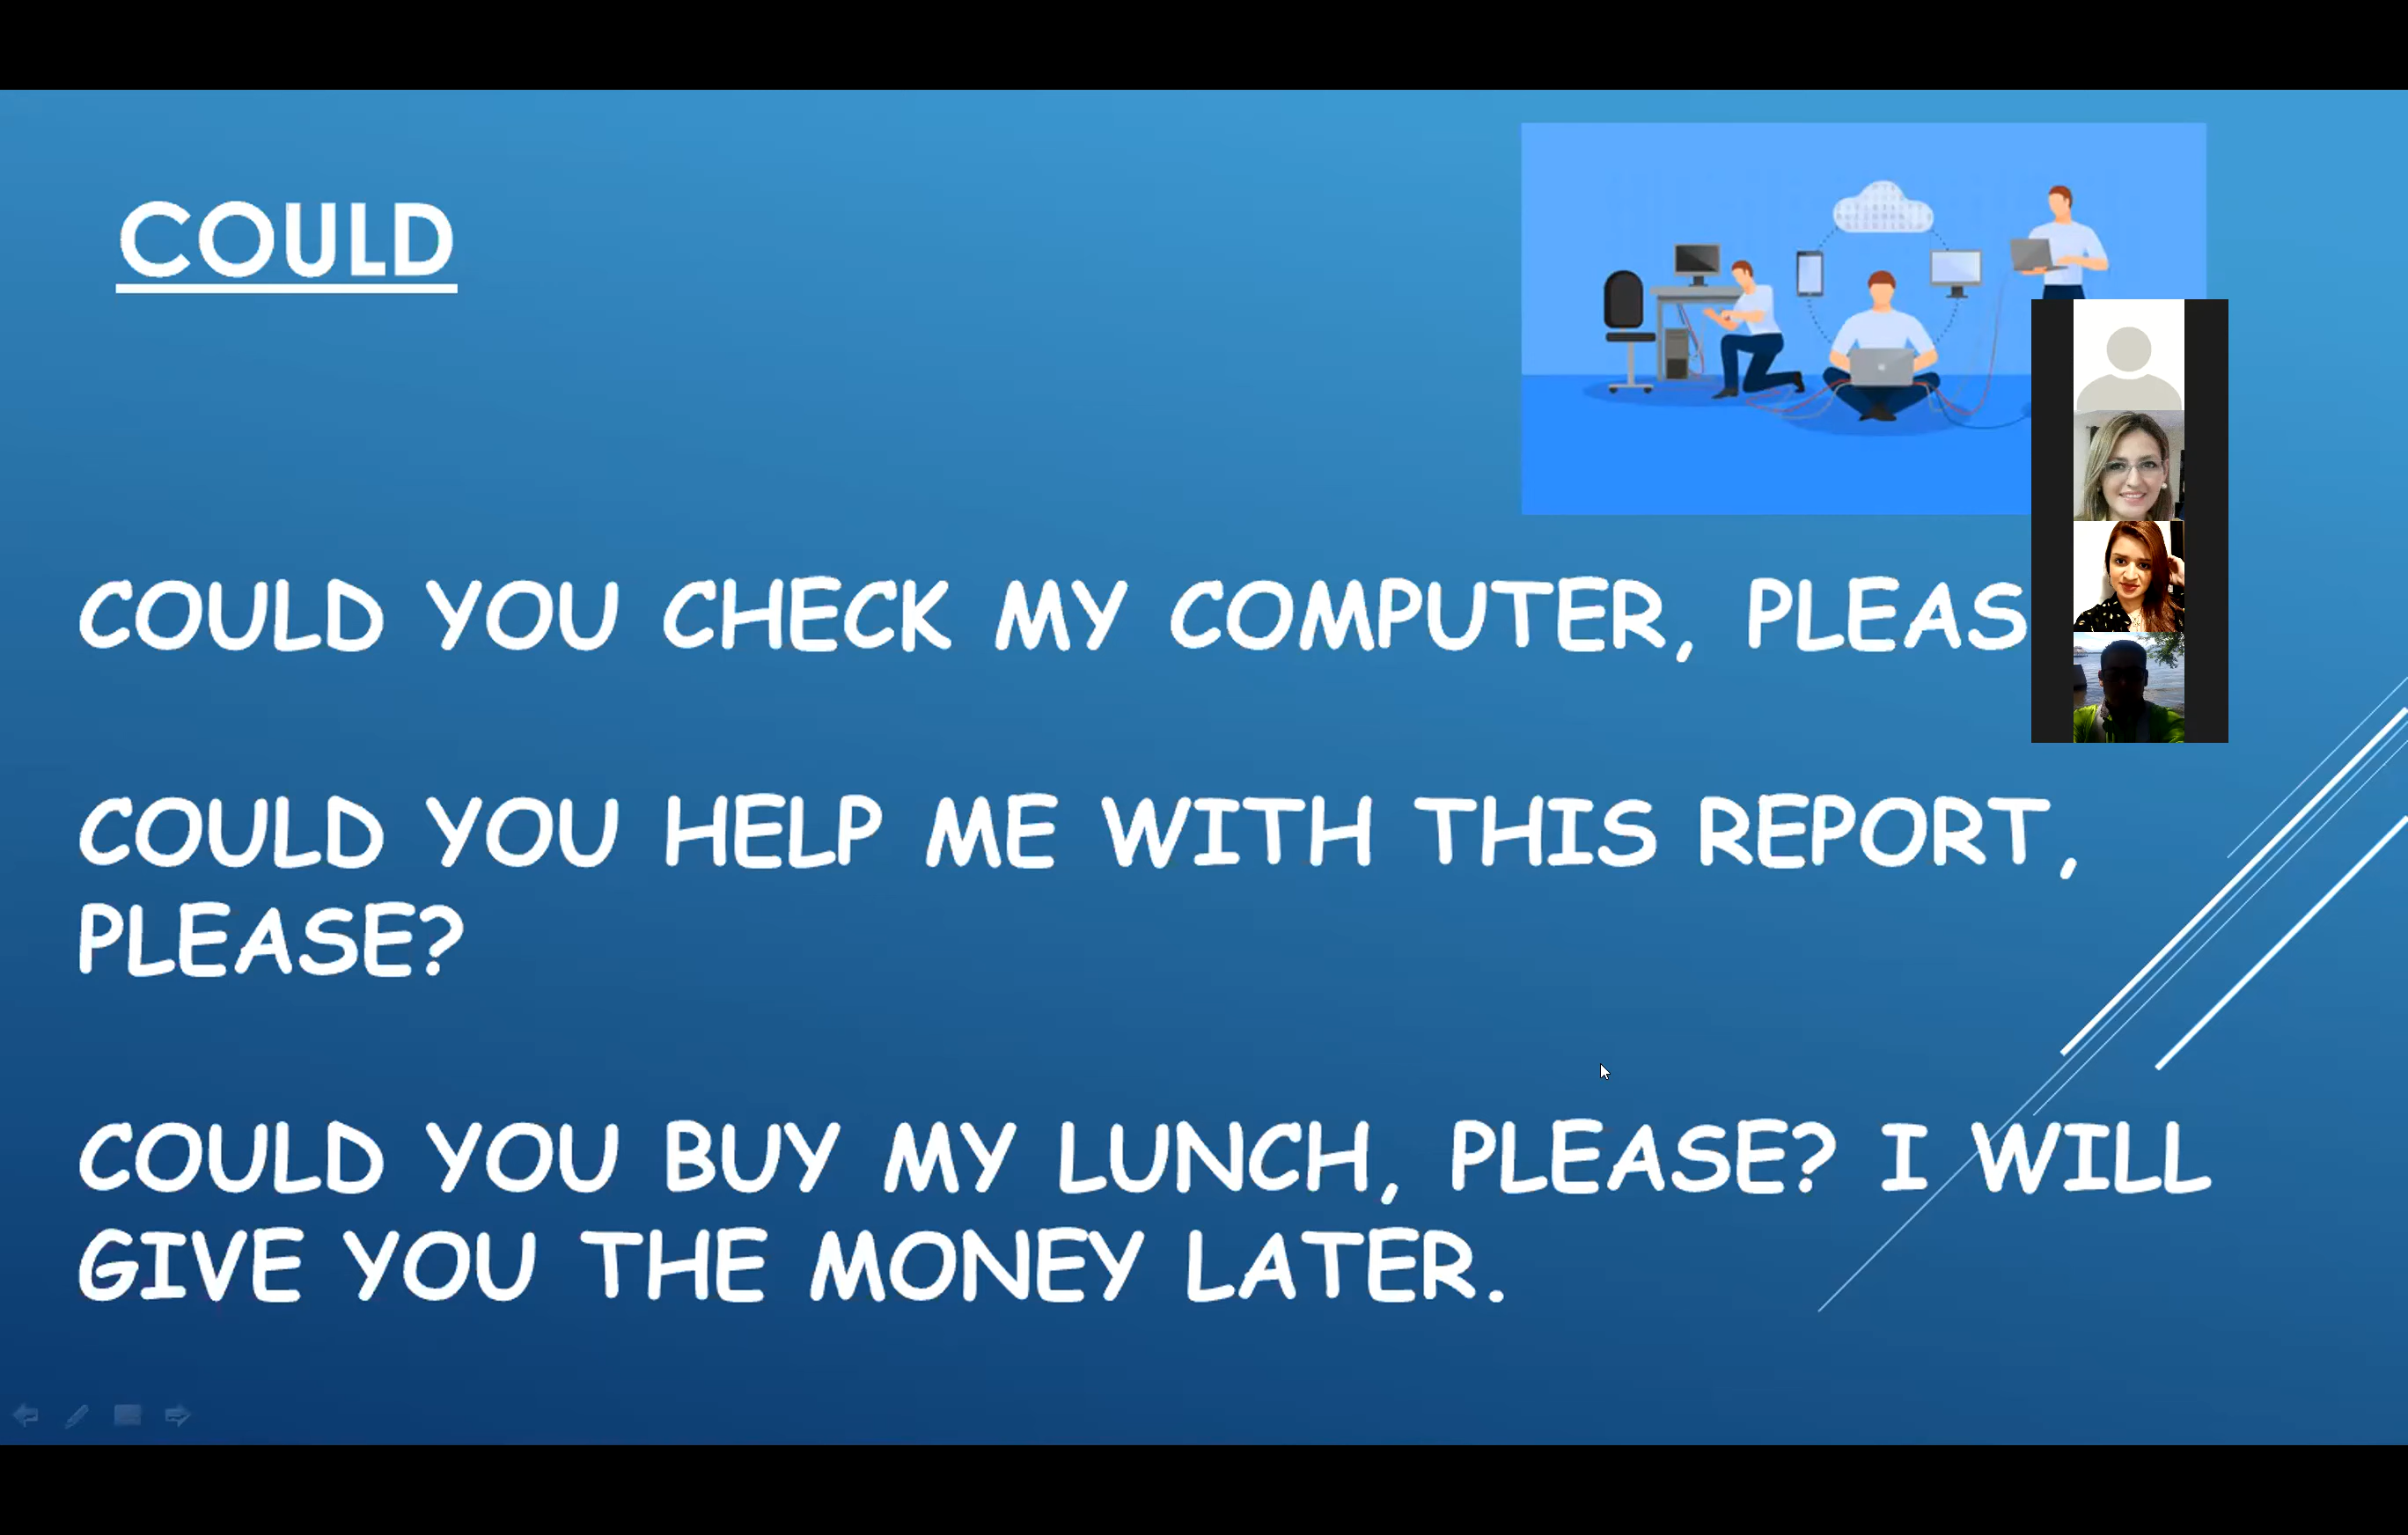 COULD
COULD YOU CHECK MY COMPUTER, PLEAS
COULD YOU HELP ME WITH THIS REPORT,
PLEASE?
COULD YOU BUY MY LUNCH, PLEASE? I WILL
GIVE YOU THE MONEY LATER.